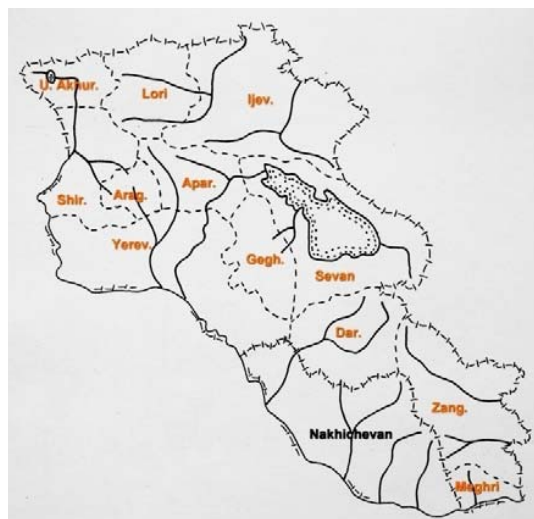 U. Akhur.
Lori
Ijev.
Shir.
Arag.
Apar.
Yerev.
Gegh.
Sevan
Dar.
Nakhichevan
Zang.
Meghri